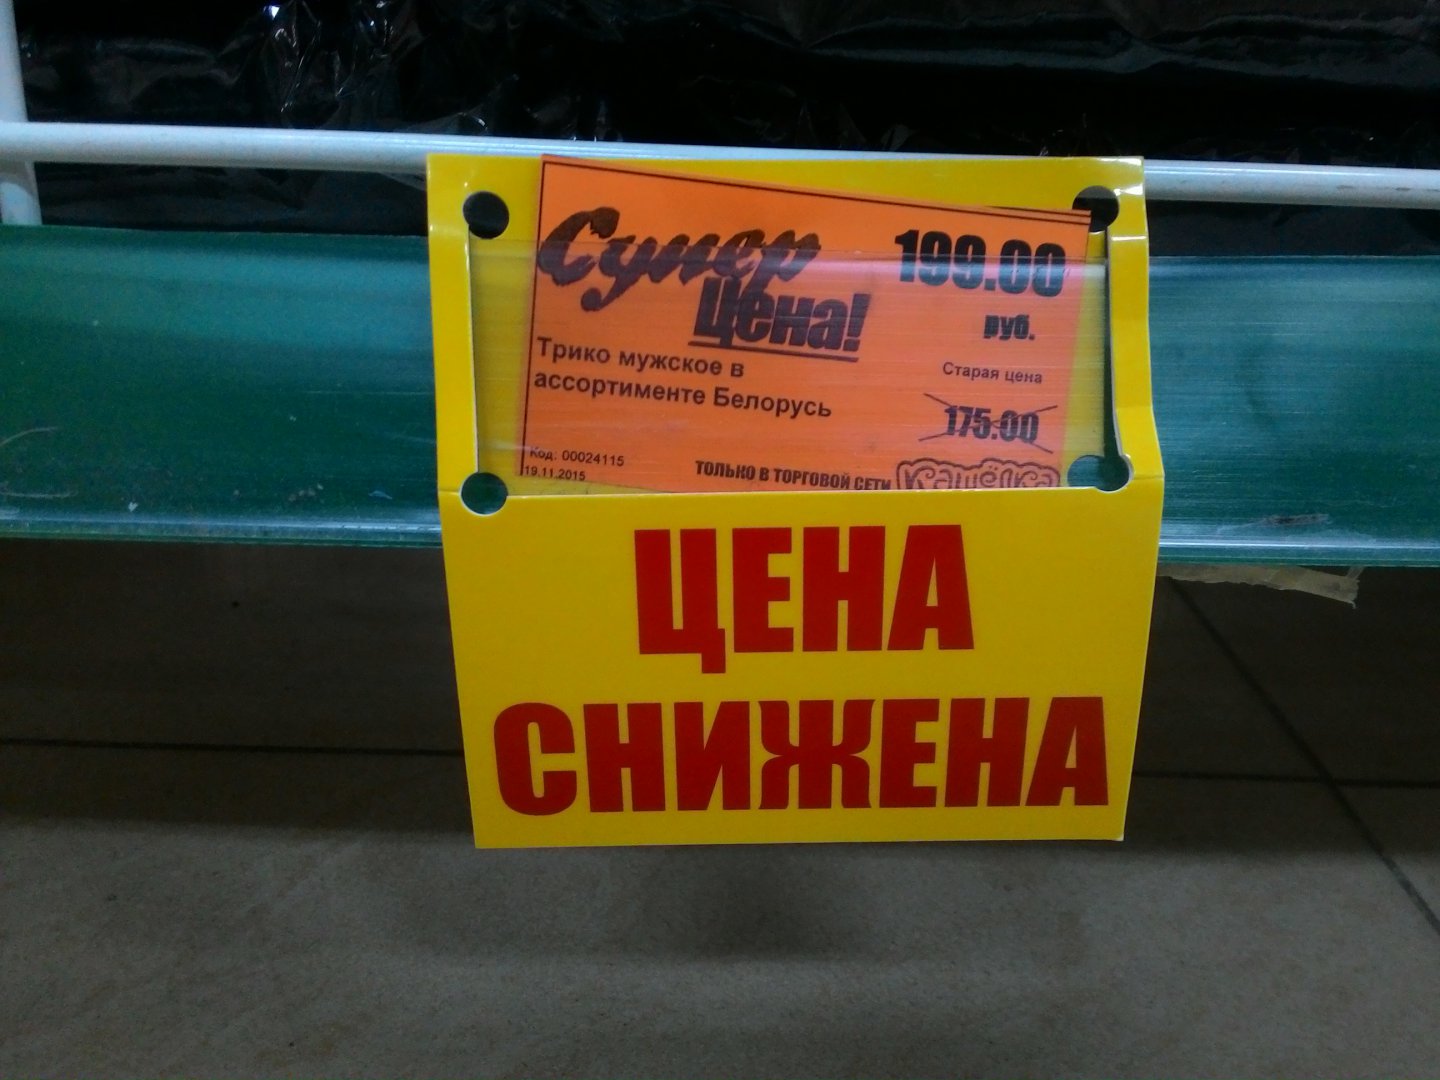 Супер
цена!
199.00
руб.
Трико мужское в
ассортименте Белорусь
Старая цена
175.00
Код: 00024115
19.11.2015
ТОЛЬКО В ТОРГОВОЙ СЕТИ Кошёлка
ЦЕНА
СНИЖЕНА